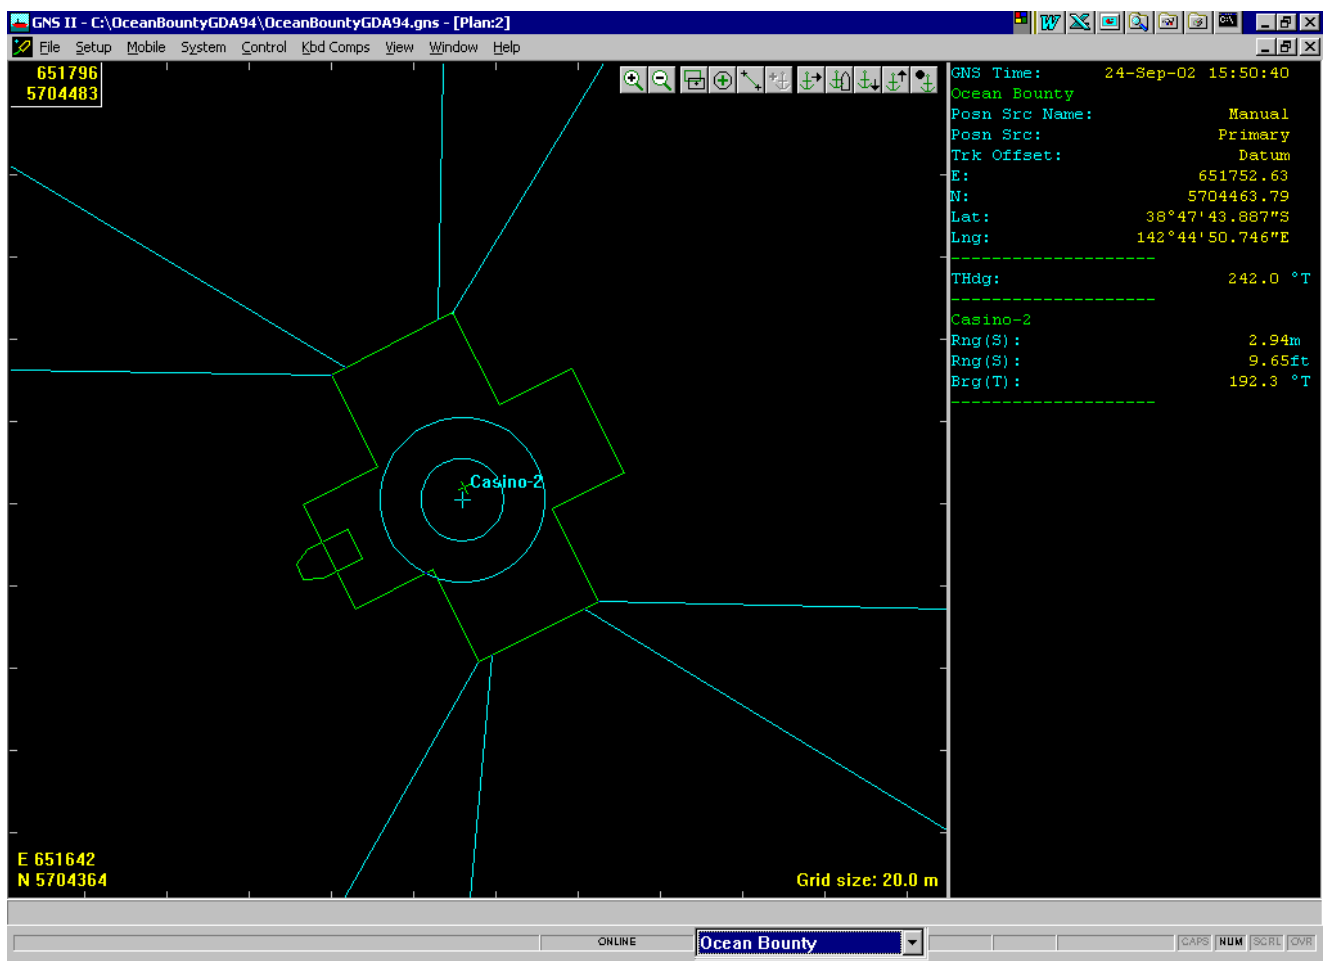 GNS II - C:\OceanBountyGDA94\OceanBountyGDA94.gns - [Plan:2]
File Setup Mobile System Control Kbd Comps View Window Help
651796
5704483
GNS Time: 24-Sep-02 15:50:40
Ocean Bounty
Posn Src Name: Manual
Posn Src: Primary
Trk Offset: Datum
E: 651752.63
N: 5704463.79
Lat: 38°47'43.887"S
Lng: 142°44'50.746"E
--------------------
THdg: 242.0 °T
--------------------
Casino-2
Rng(S): 2.94m
Rng(S): 9.65ft
Brg(T): 192.3 °T
--------------------
Casino-2
E 651642
N 5704364
Grid size: 20.0 m
ONLINE
Ocean Bounty
CAPS NUM SCRL OVR